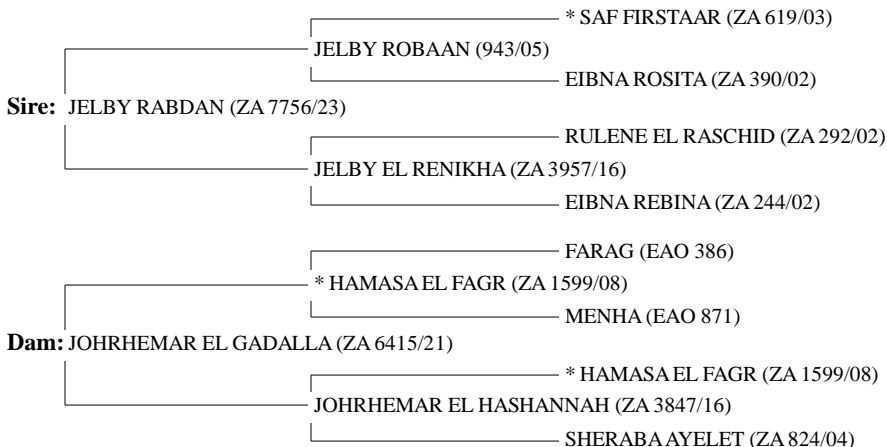 * SAF FIRSTAAR (ZA 619/03)
JELBY ROBAAN (943/05)
EIBNA ROSITA (ZA 390/02)
Sire: JELBY RABDAN (ZA 7756/23)
RULENE EL RASCHID (ZA 292/02)
JELBY EL RENIKHA (ZA 3957/16)
EIBNA REBINA (ZA 244/02)
FARAG (EAO 386)
* HAMASA EL FAGR (ZA 1599/08)
MENHA (EAO 871)
Dam: JOHRHEMAR EL GADALLA (ZA 6415/21)
* HAMASA EL FAGR (ZA 1599/08)
JOHRHEMAR EL HASHANNAH (ZA 3847/16)
SHERABA AYELET (ZA 824/04)